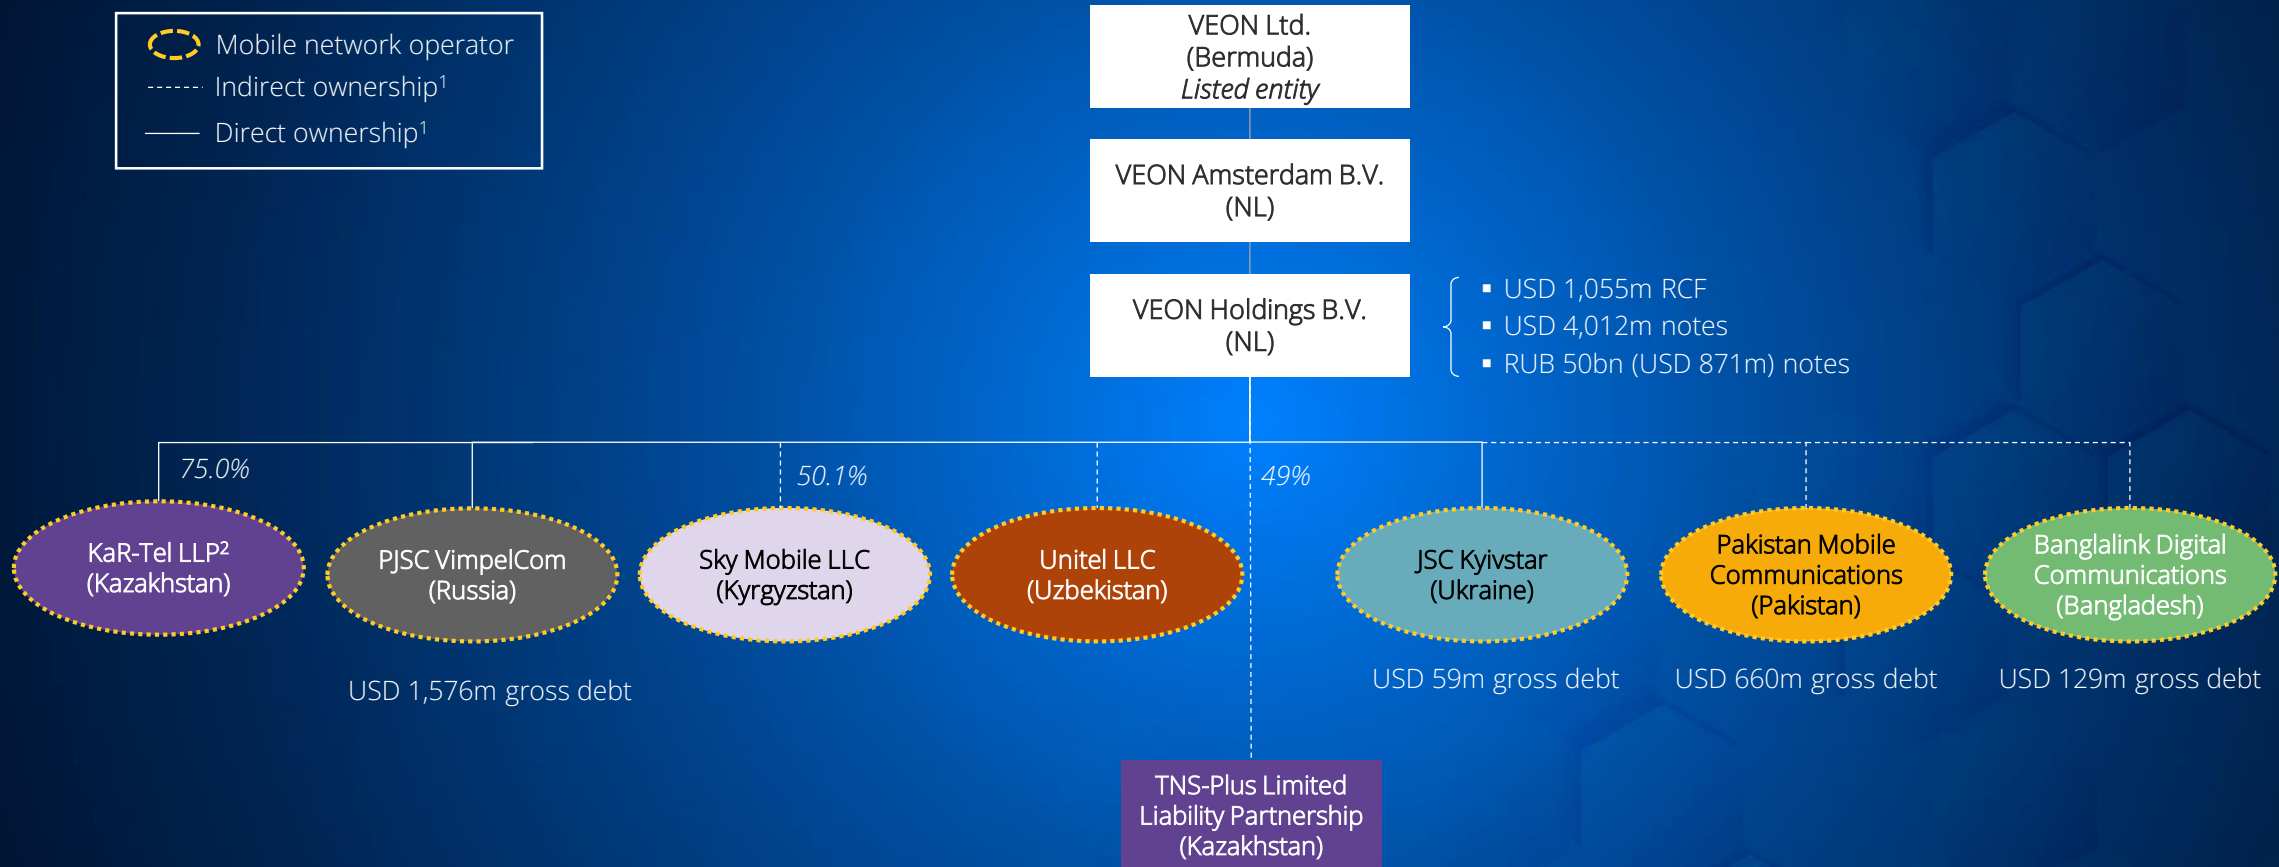 Mobile network operator
Indirect ownership¹
Direct ownership¹
VEON Ltd.
(Bermuda)
Listed entity
VEON Amsterdam B.V.
(NL)
VEON Holdings B.V.
(NL)
▪ USD 1,055m RCF
▪ USD 4,012m notes
▪ RUB 50bn (USD 871m) notes
75.0%
50.1%
49%
KaR-Tel LLP²
(Kazakhstan)
PJSC VimpelCom
(Russia)
Sky Mobile LLC
(Kyrgyzstan)
Unitel LLC
(Uzbekistan)
JSC Kyivstar
(Ukraine)
Pakistan Mobile
Communications
(Pakistan)
Banglalink Digital
Communications
(Bangladesh)
USD 1,576m gross debt
USD 59m gross debt
USD 660m gross debt
USD 129m gross debt
TNS-Plus Limited
Liability Partnership
(Kazakhstan)